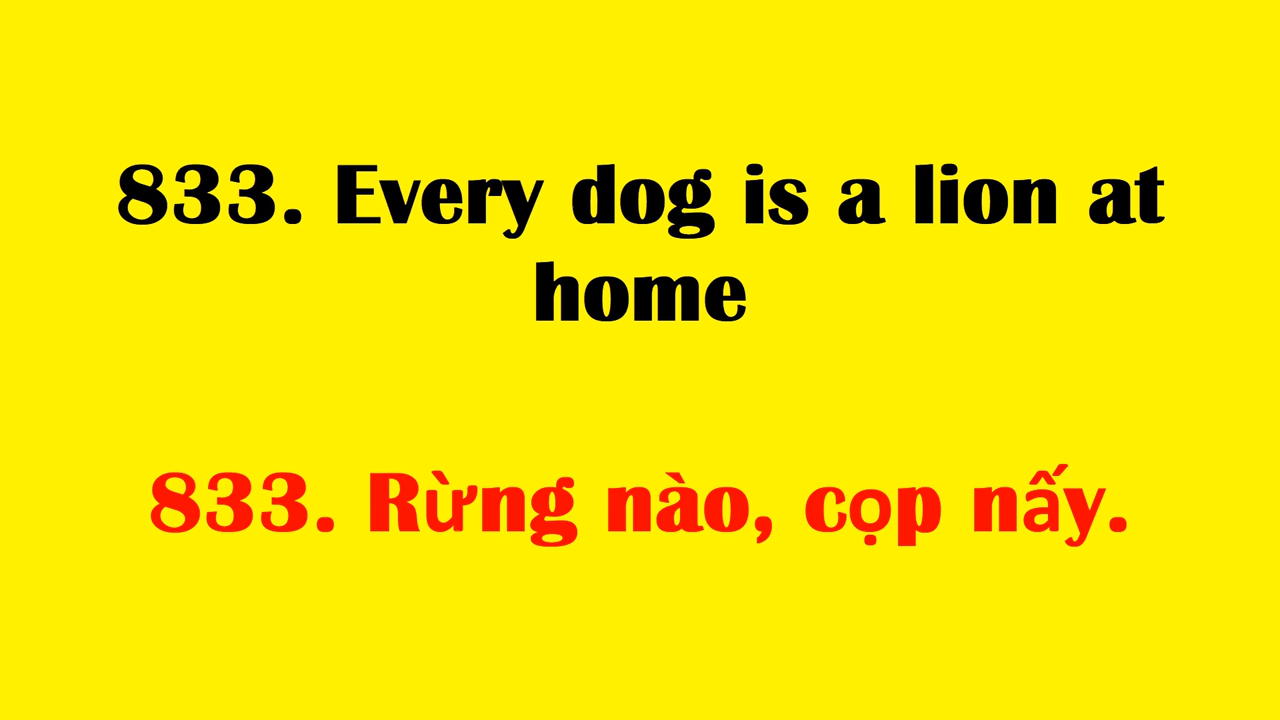 833. Every dog is a lion at
home
833. Rừng nào, cọp nấy.